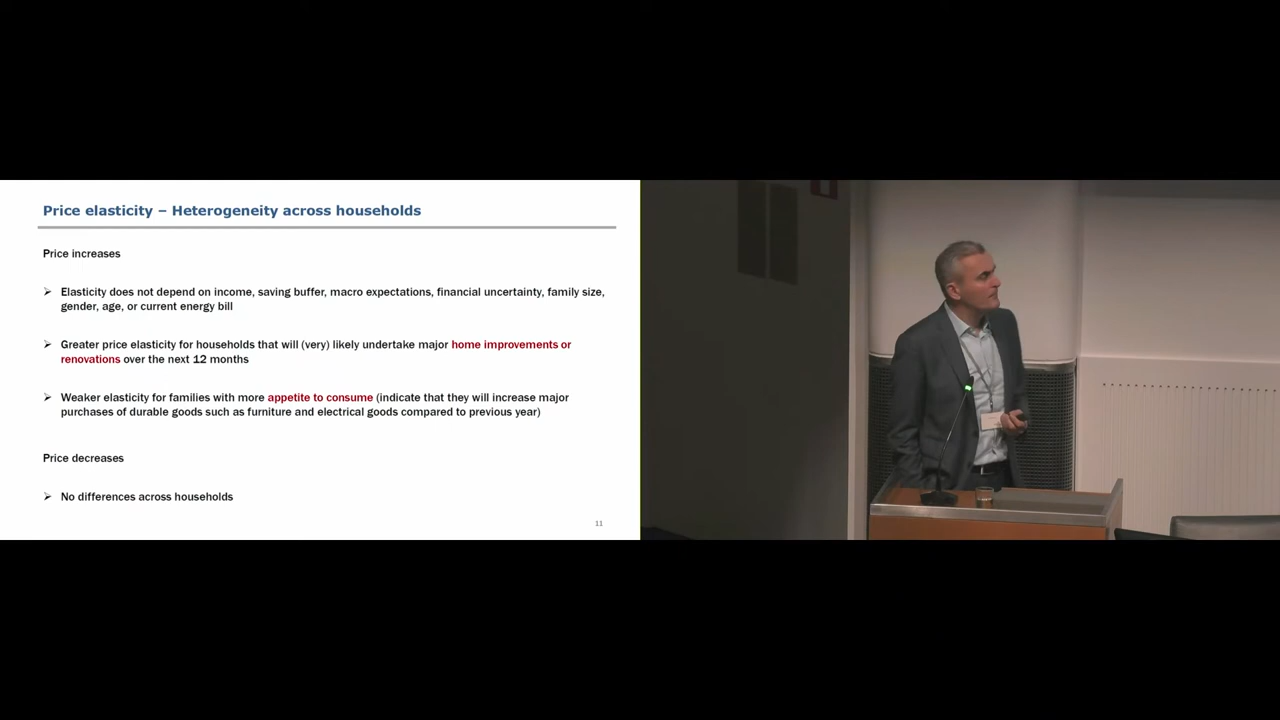 Price elasticity – Heterogeneity across households
Price increases
Elasticity does not depend on income, saving buffer, macro expectations, financial uncertainty, family size,
gender, age, or current energy bill
Greater price elasticity for households that will (very) likely undertake major home improvements or
renovations over the next 12 months
Weaker elasticity for families with more appetite to consume (indicate that they will increase major
purchases of durable goods such as furniture and electrical goods compared to previous year)
Price decreases
No differences across households
11